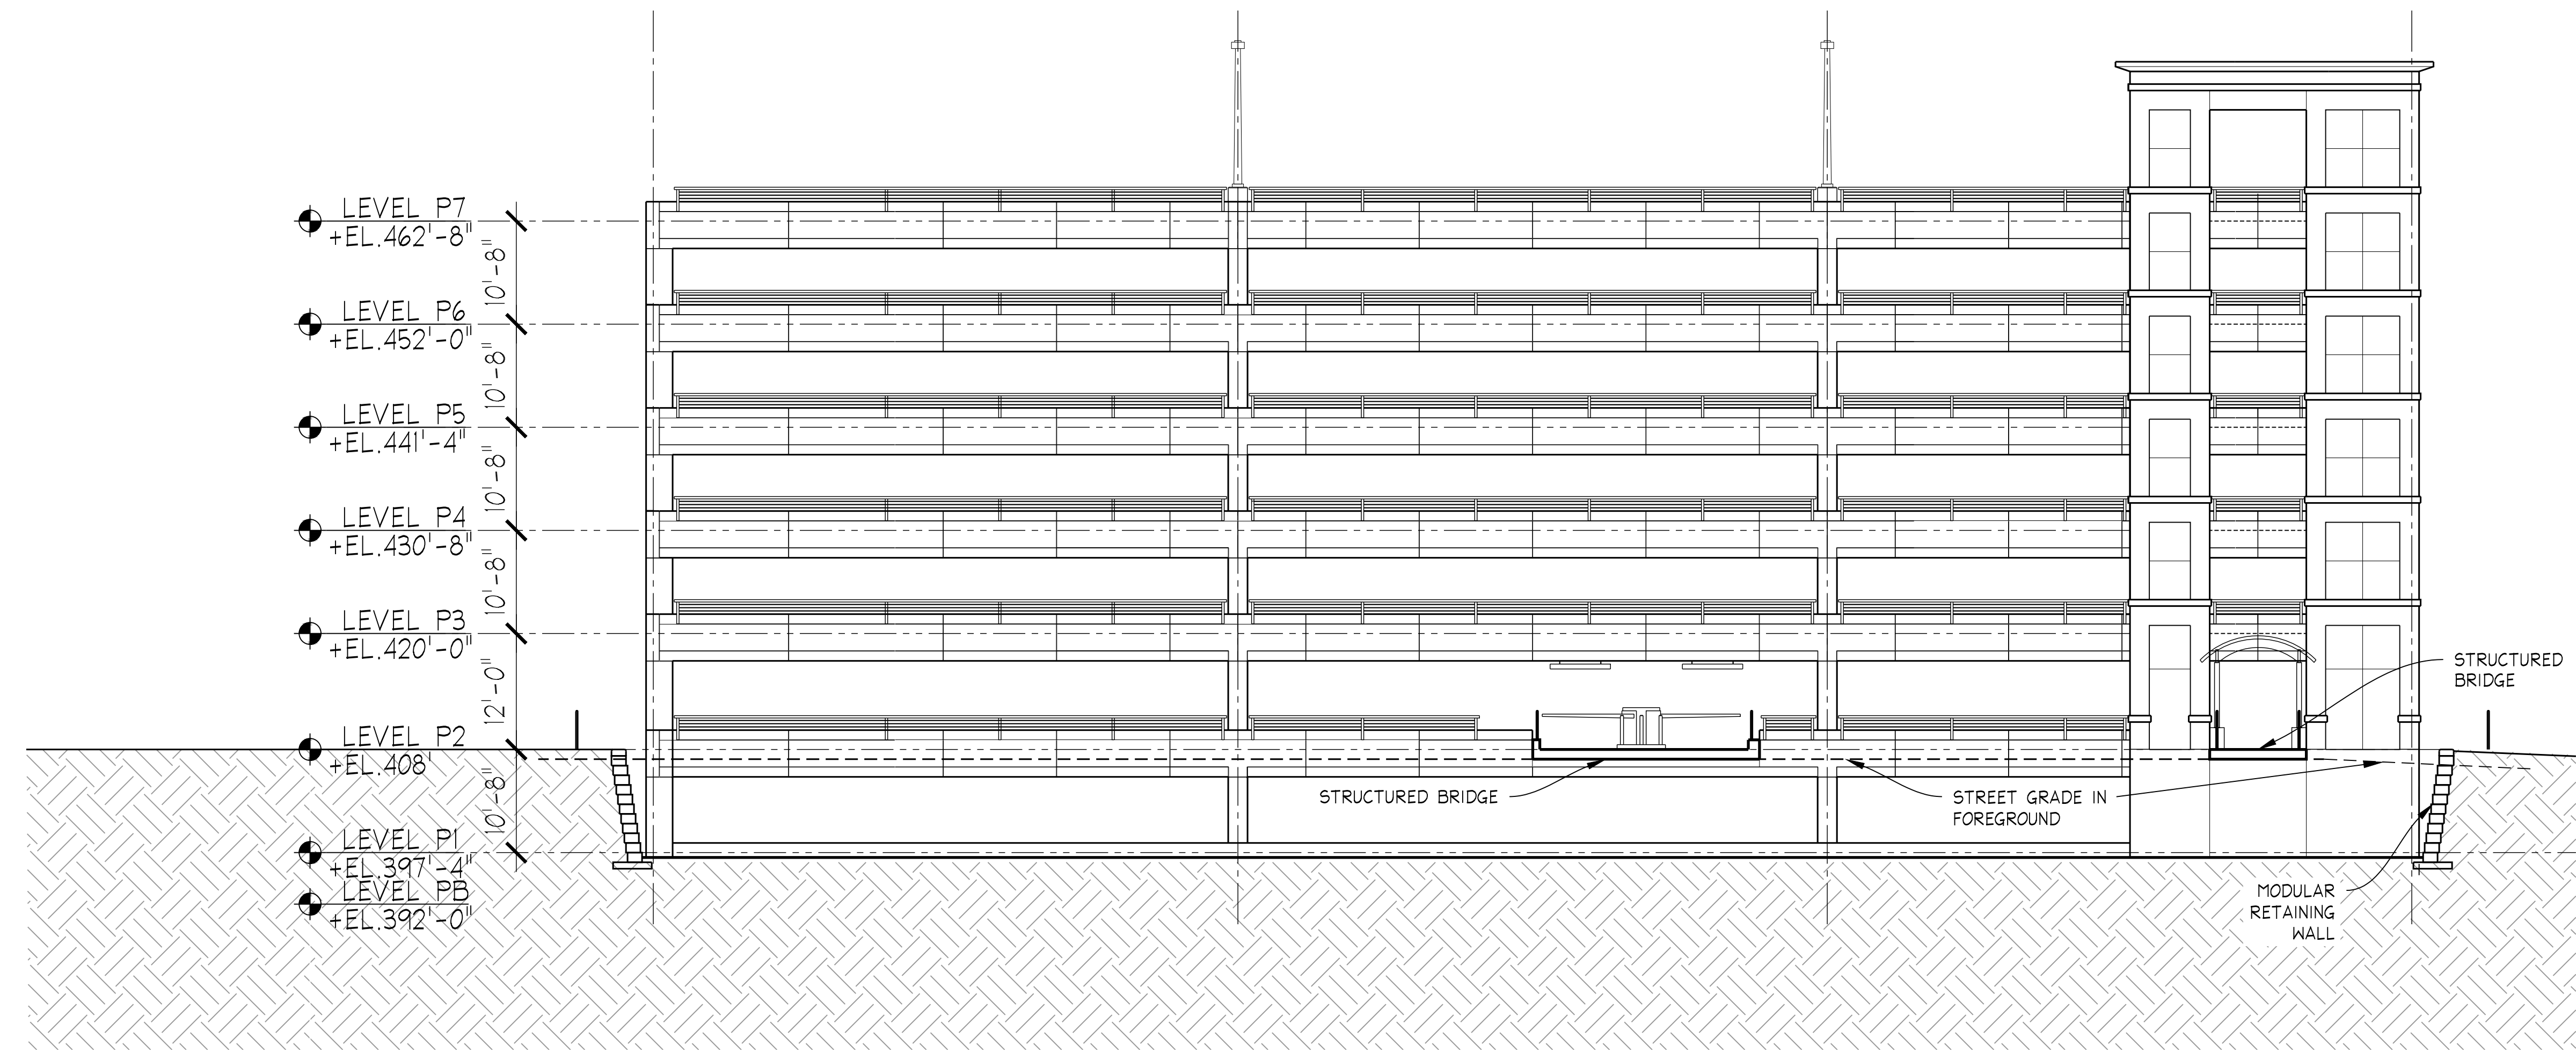 LEVEL P7
+EL.462'-8"
10'-8"
LEVEL P6
+EL.452'-0"
10'-8"
LEVEL P5
+EL.441'-4"
10'-8"
LEVEL P4
+EL.430'-8"
10'-8"
LEVEL P3
+EL.420'-0"
12'-0"
LEVEL P2
+EL.408'
10'-8"
LEVEL P1
+EL.397'-4"
LEVEL PB
+EL.392'-0"
STRUCTURED BRIDGE
STREET GRADE IN
FOREGROUND
STRUCTURED
BRIDGE
MODULAR
RETAINING
WALL